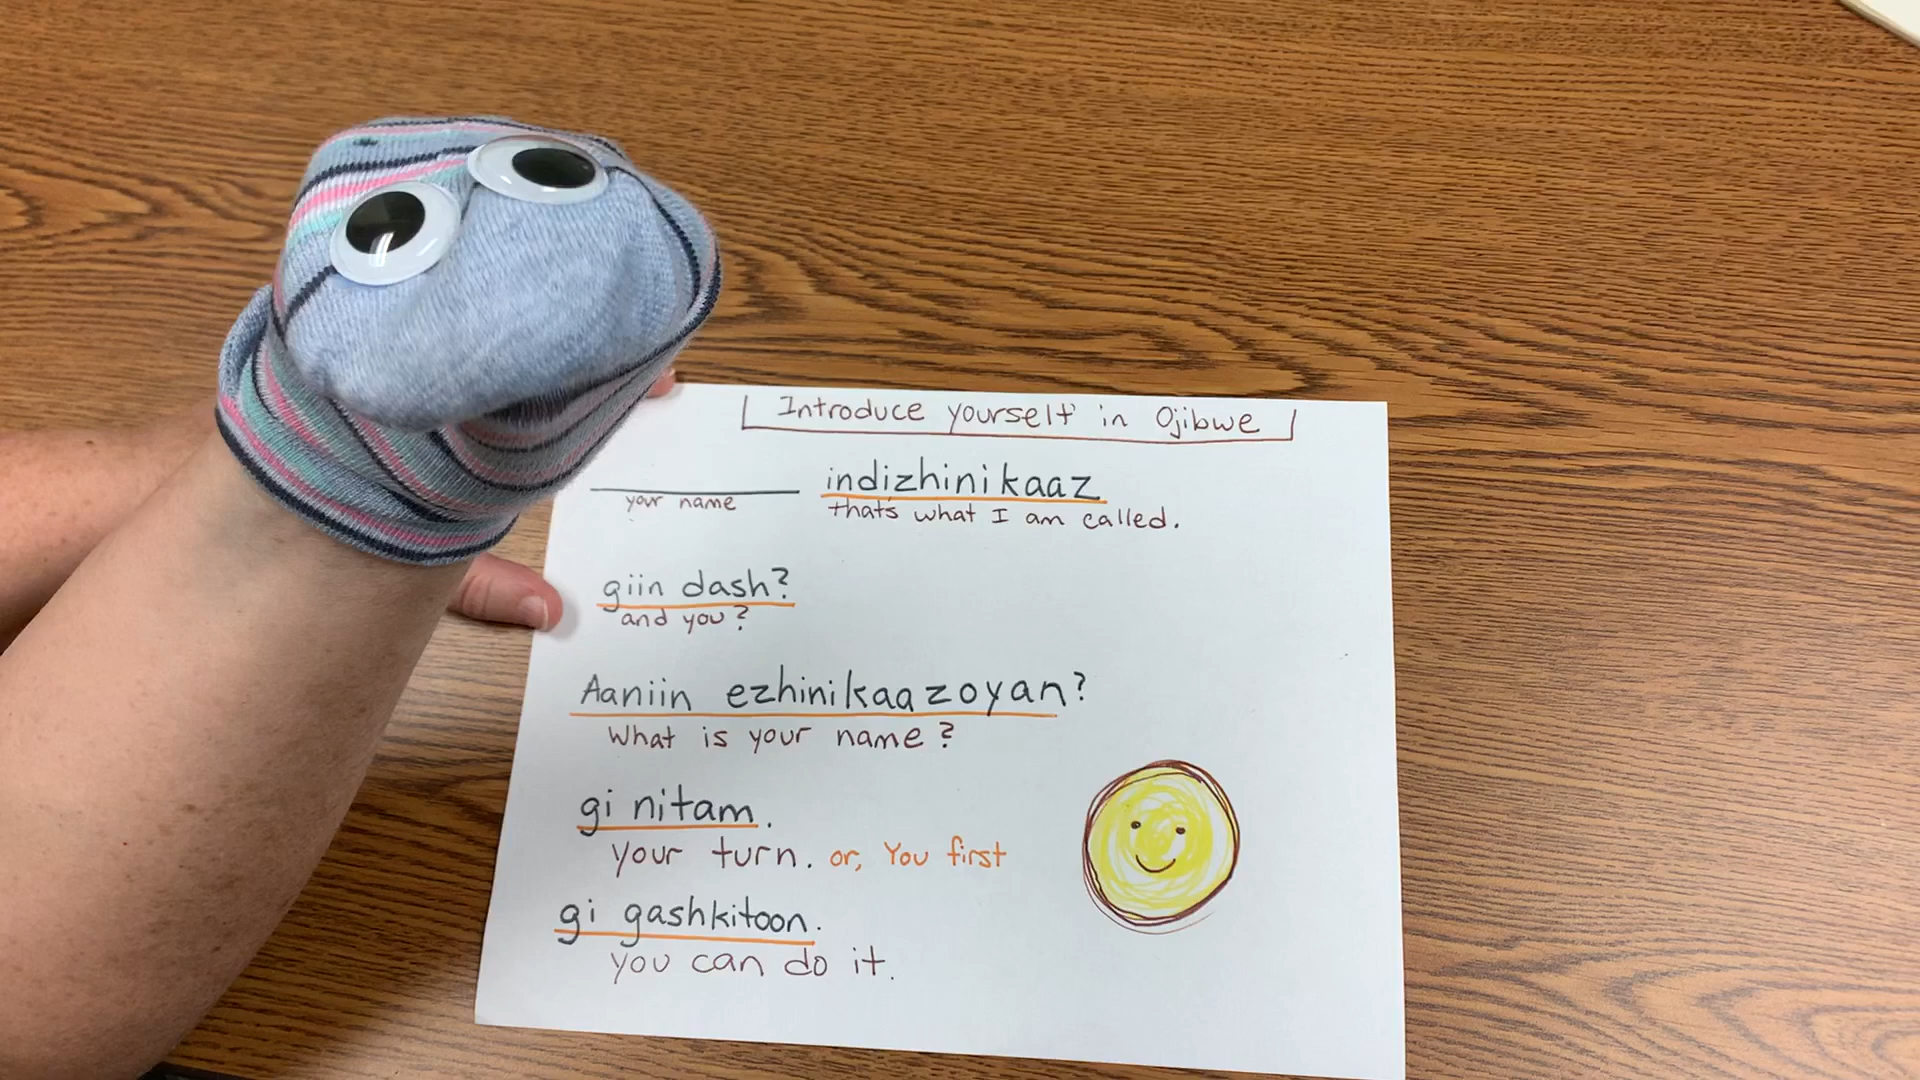 Introduce yourself in Ojibwe
indizhinikaaz
your name thats what I am called.
giin dash?
and you?
Aaniin ezhinikaazoyan?
What is your name?
gi nitam.
your turn. or, You first
gi gashkitoon.
you can do it.